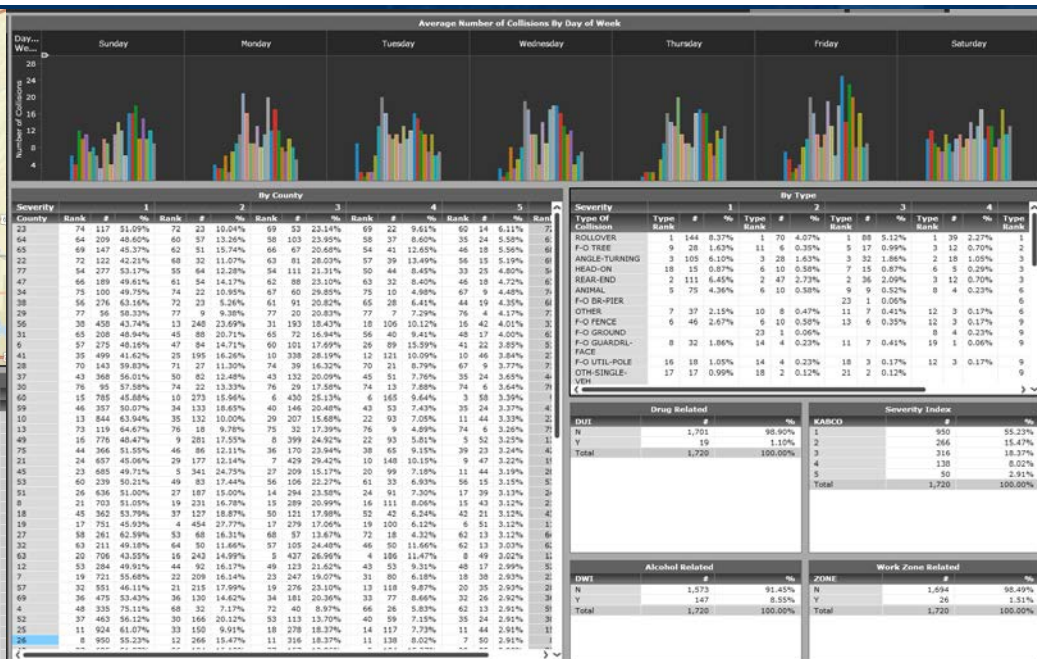 Average Number of Collisions By Day of Week
Day... We...
Sunday Monday Tuesday Wednesday Thursday Friday Saturday
Number of Collisions
28
24
20
16
12
8
4
By County
Severity 1 2 3 4 5
County Rank # % Rank # % Rank # % Rank # % Rank # % Rank
23 74 117 51.09% 72 23 10.04% 69 53 23.14% 69 22 9.61% 60 14 6.11%
64 64 209 48.60% 60 57 13.26% 58 103 23.95% 58 37 8.60% 35 24 5.58%
65 69 147 45.37% 62 51 15.74% 66 67 20.68% 54 41 12.65% 46 18 5.56%
22 72 122 42.21% 68 32 11.07% 63 81 28.03% 57 39 13.49% 56 15 5.19%
77 54 277 53.17% 55 64 12.28% 54 111 21.31% 50 44 8.45% 33 25 4.80%
47 66 189 49.61% 61 54 14.17% 62 88 23.10% 63 32 8.40% 46 18 4.72%
34 75 100 49.75% 74 22 10.95% 67 60 29.85% 75 10 4.98% 67 9 4.48%
38 56 276 63.16% 72 23 5.26% 61 91 20.82% 65 28 6.41% 44 19 4.35%
29 77 56 58.33% 77 9 9.38% 77 20 20.83% 77 7 7.29% 76 4 4.17%
56 38 458 43.74% 13 248 23.69% 31 193 18.43% 18 106 10.12% 16 42 4.01%
31 65 208 48.94% 45 88 20.71% 65 72 16.94% 56 40 9.41% 48 17 4.00%
6 57 275 48.16% 47 84 14.71% 60 101 17.69% 26 89 15.59% 41 22 3.85%
35 35 499 41.62% 25 195 16.26% 10 338 28.19% 12 121 10.09% 10 46 3.84%
28 70 143 59.83% 71 27 11.30% 74 39 16.32% 70 21 8.79% 67 9 3.77%
37 43 368 56.01% 50 82 12.48% 43 132 20.09% 45 51 7.76% 35 24 3.65%
30 76 95 57.58% 74 22 13.33% 76 29 17.58% 74 13 7.88% 74 6 3.64%
60 15 785 45.88% 10 273 15.96% 6 430 25.13% 6 165 9.64% 3 58 3.39%
59 46 357 50.07% 34 133 18.65% 40 146 20.48% 43 53 7.43% 35 24 3.37%
10 13 844 63.94% 35 132 10.00% 29 207 15.68% 22 93 7.05% 11 44 3.33%
13 73 119 64.67% 76 18 9.78% 75 32 17.39% 76 9 4.89% 74 6 3.26%
49 16 776 48.47% 9 281 17.55% 8 399 24.92% 22 93 5.81% 5 52 3.25%
75 44 366 51.55% 46 86 12.11% 36 170 23.94% 38 65 9.15% 39 23 3.24%
21 24 657 45.06% 29 177 12.14% 7 429 29.42% 10 148 10.15% 9 47 3.22%
45 23 685 49.71% 5 341 24.75% 27 209 15.17% 20 99 7.18% 11 44 3.19%
53 60 239 50.21% 49 83 17.44% 56 106 22.27% 61 33 6.93% 56 15 3.15%
51 26 636 51.00% 27 187 15.00% 14 294 23.58% 24 91 7.30% 17 39 3.13%
8 21 703 51.05% 19 231 16.78% 15 289 20.99% 16 111 8.06% 15 43 3.12%
18 45 362 53.79% 37 127 18.87% 50 121 17.98% 52 42 6.24% 42 21 3.12%
19 17 751 45.93% 4 454 27.77% 17 279 17.06% 19 100 6.12% 6 51 3.12%
27 58 261 62.59% 53 68 16.31% 68 57 13.67% 72 18 4.32% 62 13 3.12%
32 63 211 49.18% 64 50 11.66% 57 105 24.48% 46 50 11.66% 62 13 3.03%
63 20 706 43.55% 16 243 14.99% 5 437 26.96% 4 186 11.47% 8 49 3.02%
12 53 284 49.91% 44 92 16.17% 49 123 21.62% 43 53 9.31% 48 17 2.99%
7 19 721 55.68% 22 209 16.14% 23 247 19.07% 31 80 6.18% 18 38 2.93%
57 32 551 46.11% 21 215 17.99% 19 276 23.10% 13 118 9.87% 20 35 2.93%
69 36 475 53.43% 36 130 14.62% 34 181 20.36% 33 77 8.66% 32 26 2.92%
4 48 335 75.11% 68 32 7.17% 72 40 8.97% 66 26 5.83% 62 13 2.91%
52 37 463 56.12% 30 166 20.12% 53 113 13.70% 40 59 7.15% 35 24 2.91%
25 11 924 61.07% 33 150 9.91% 18 278 18.37% 14 117 7.73% 11 44 2.91%
26 8 950 55.23% 12 266 15.47% 11 316 18.37% 11 138 8.02% 7 50 2.91%
By Type
Severity 1 2 3 4
Type Of Collision Type Rank # % Type Rank # % Type Rank # % Type Rank # % Type Rank
ROLLOVER 1 144 8.37% 1 70 4.07% 1 88 5.12% 1 39 2.27% 1
F-O TREE 9 28 1.63% 11 6 0.35% 5 17 0.99% 3 12 0.70% 2
ANGLE-TURNING 3 105 6.10% 3 28 1.63% 3 32 1.86% 2 18 1.05% 3
HEAD-ON 18 15 0.87% 6 10 0.58% 7 15 0.87% 6 5 0.29% 3
REAR-END 2 111 6.45% 2 47 2.73% 2 36 2.09% 3 12 0.70% 3
ANIMAL 5 75 4.36% 6 10 0.58% 9 9 0.52% 8 4 0.23% 6
F-O BR-PIER 23 1 0.06% 6
OTHER 7 37 2.15% 10 8 0.47% 11 7 0.41% 12 3 0.17% 6
F-O FENCE 6 46 2.67% 6 10 0.58% 13 6 0.35% 12 3 0.17% 9
F-O GROUND 23 1 0.06% 8 4 0.23% 9
F-O GUARDRL-FACE 8 32 1.86% 14 4 0.23% 11 7 0.41% 19 1 0.06% 9
F-O UTIL-POLE 16 18 1.05% 14 4 0.23% 18 3 0.17% 12 3 0.17% 9
OTH-SINGLE-VEH 17 17 0.99% 18 2 0.12% 21 2 0.12% 9
Drug Related
DUI # %
N 1,701 98.90%
Y 19 1.10%
Total 1,720 100.00%
Severity Index
KABCO # %
1 950 55.23%
2 266 15.47%
3 316 18.37%
4 138 8.02%
5 50 2.91%
Total 1,720 100.00%
Alcohol Related
DWI # %
N 1,573 91.45%
Y 147 8.55%
Total 1,720 100.00%
Work Zone Related
ZONE # %
N 1,694 98.49%
Y 26 1.51%
Total 1,720 100.00%